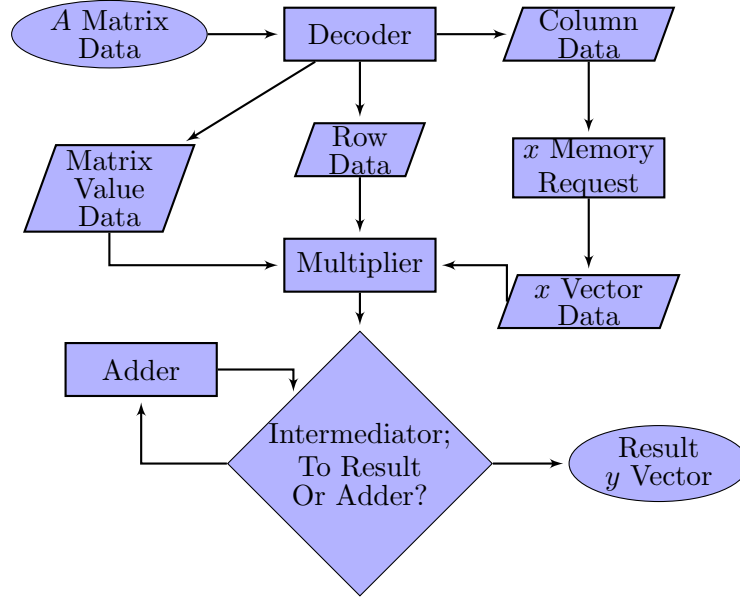 A Matrix
Data
Decoder
Column
Data
Matrix
Value
Data
Row
Data
x Memory
Request
Multiplier
x Vector
Data
Adder
Intermediator;
To Result
Or Adder?
Result
y Vector